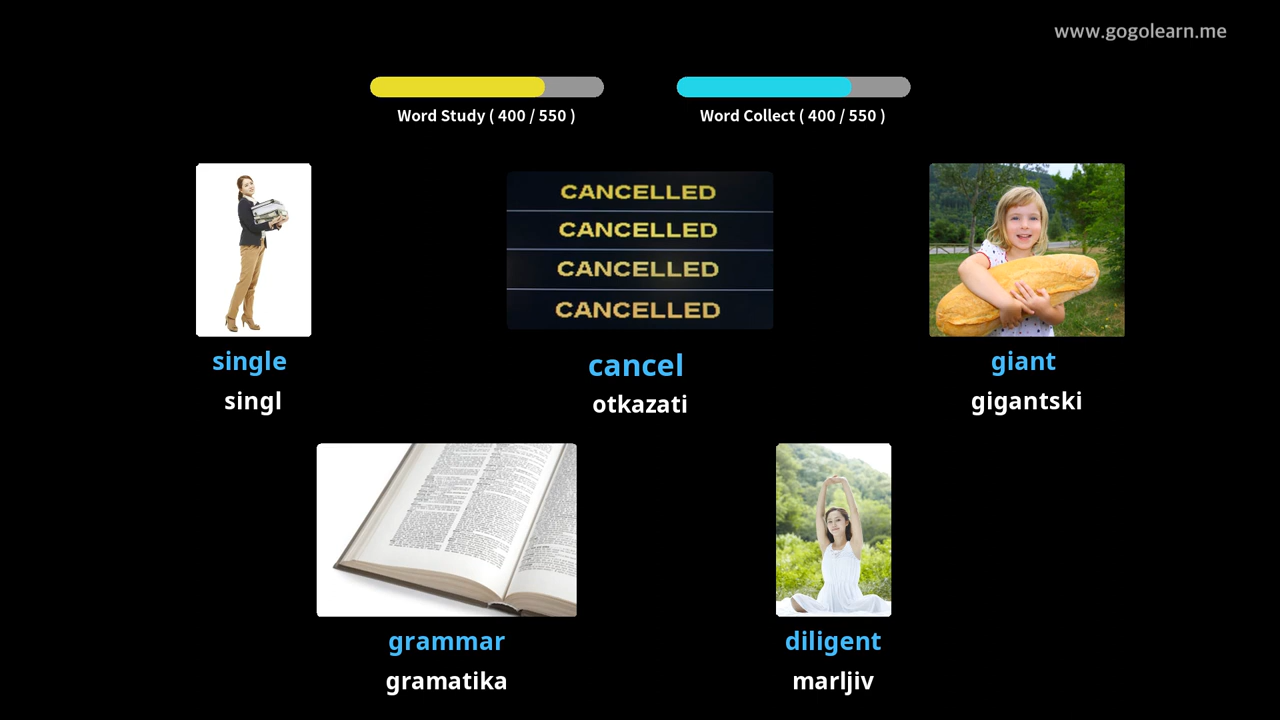 www.gogolearn.me
Word Study ( 400 / 550 )
Word Collect ( 400 / 550 )
CANCELLED
CANCELLED
CANCELLED
CANCELLED
single
singl
cancel
otkazati
giant
gigantski
grammar
gramatika
diligent
marljiv